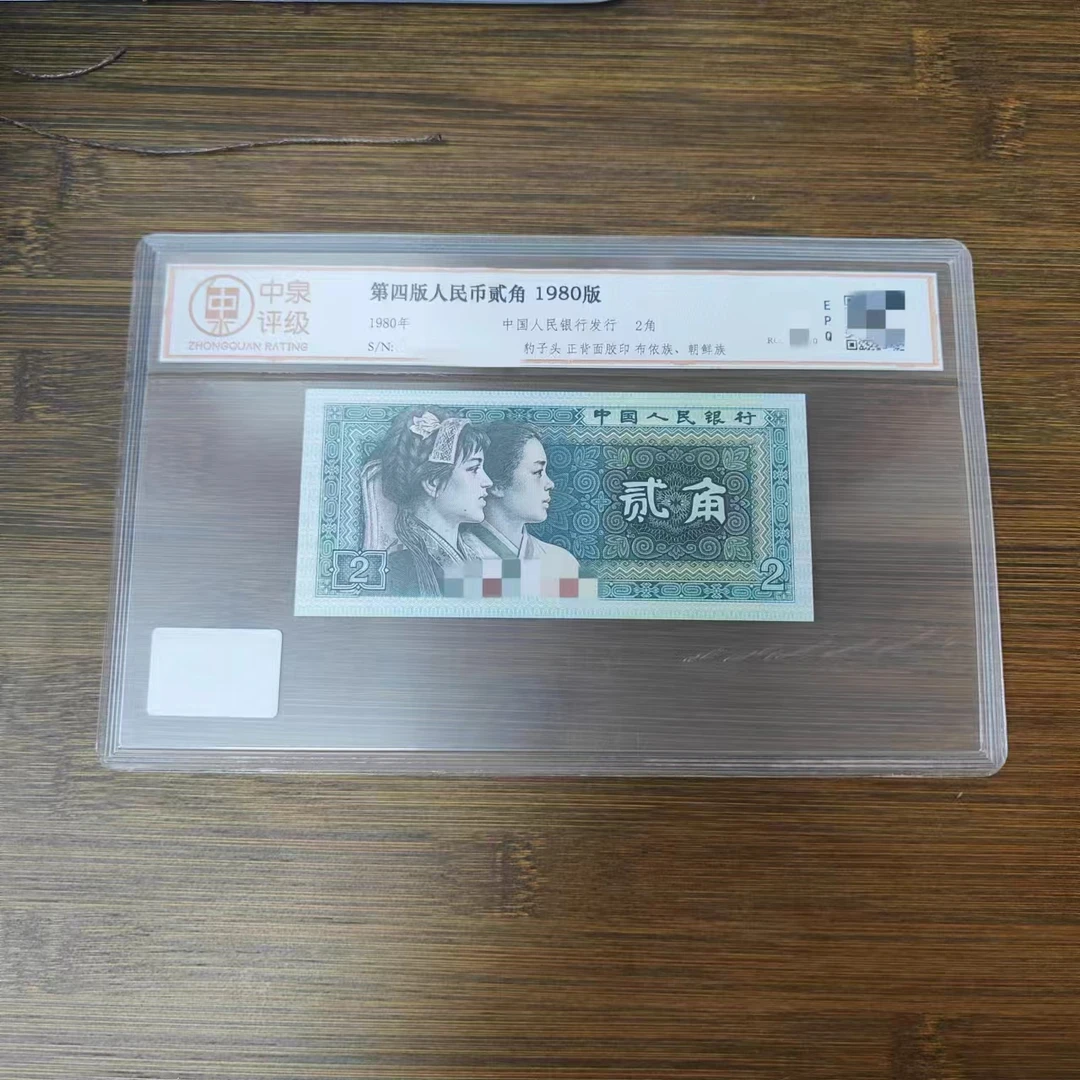 中泉
评级
ZHONGQUAN RATING
第四版人民币贰角 1980版
1980年 中国人民银行发行 2角
S/N: 豹子头 正背面胶印 布依族、朝鲜族
E
P
Q
中国人民银行
贰角
2
2